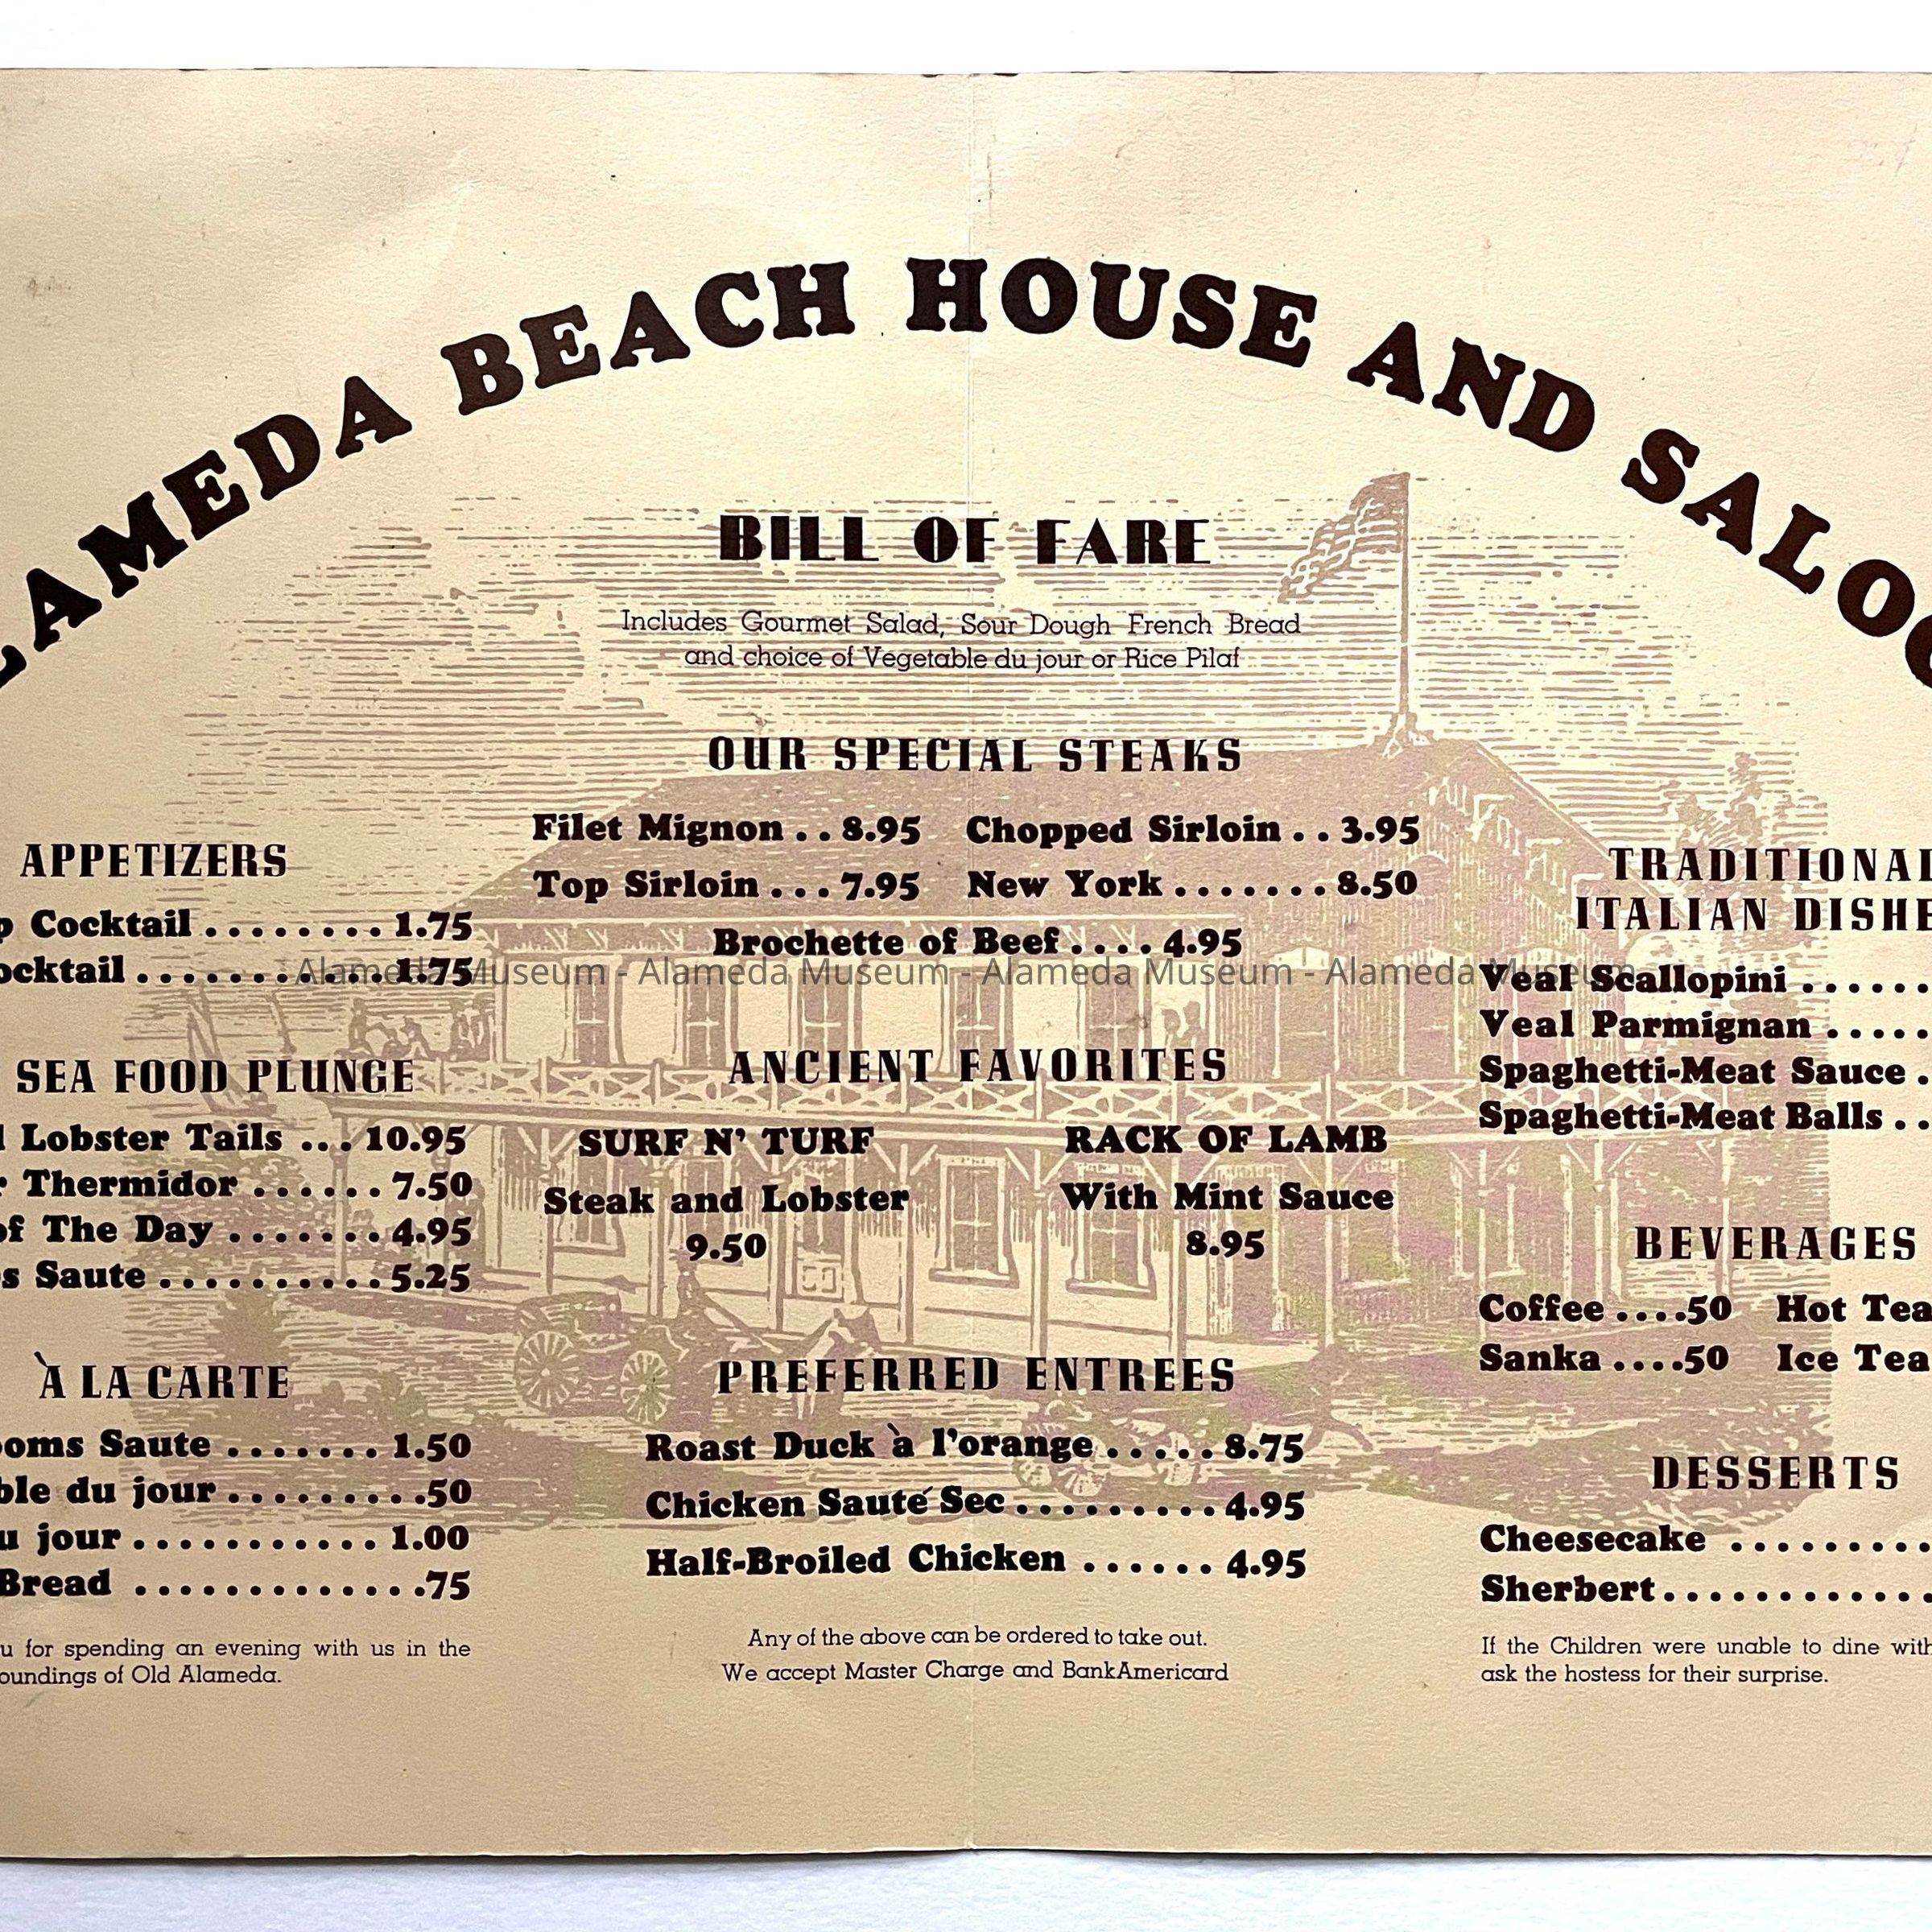 ALAMEDA BEACH HOUSE AND SALOO
BILL OF FARE
Includes Gourmet Salad, Sour Dough French Bread
and choice of Vegetable du jour or Rice Pilaf
OUR SPECIAL STEAKS
Filet Mignon . . 8.95 Chopped Sirloin . . 3.95
Top Sirloin . . . 7.95 New York . . . . . . . 8.50
Brochette of Beef . . . . 4.95
APPETIZERS
Cocktail . . . . . . . . 1.75
ocktail . . . . . . . . . . . 1.75
SEA FOOD PLUNGE
Lobster Tails . . . 10.95
Thermidor . . . . . . 7.50
of The Day . . . . . . . 4.95
s Saute . . . . . . . . . . 5.25
À LA CARTE
ooms Saute . . . . . . . 1.50
ble du jour . . . . . . . . .50
u jour . . . . . . . . . . . 1.00
Bread . . . . . . . . . . . . .75
u for spending an evening with us in the
oundings of Old Alameda.
ANCIENT FAVORITES
SURF N' TURF
Steak and Lobster
9.50
RACK OF LAMB
With Mint Sauce
8.95
PREFERRED ENTREES
Roast Duck à l'orange . . . . . 8.75
Chicken Sauté Sec . . . . . . . . . 4.95
Half-Broiled Chicken . . . . . . 4.95
Any of the above can be ordered to take out.
We accept Master Charge and BankAmericard
TRADITIONAL
ITALIAN DISHE
Veal Scallopini . . . . . .
Veal Parmignan . . . . .
Spaghetti-Meat Sauce .
Spaghetti-Meat Balls . .
BEVERAGES
Coffee . . . .50 Hot Tea
Sanka . . . .50 Ice Tea
DESSERTS
Cheesecake . . . . . . . . .
Sherbert . . . . . . . . . . . .
If the Children were unable to dine with
ask the hostess for their surprise.
Alameda Museum - Alameda Museum - Alameda Museum - Alameda Museum